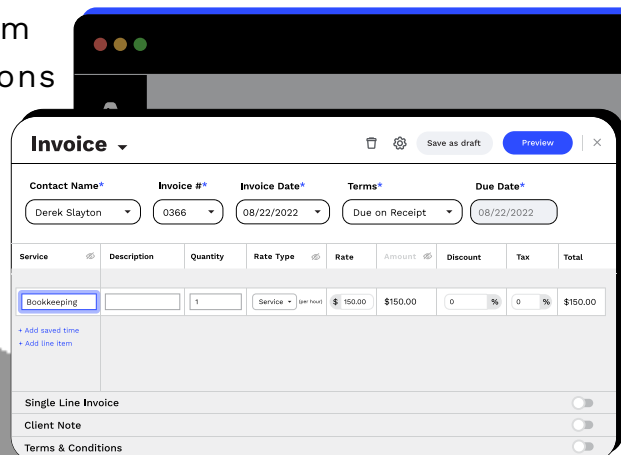 m
ons
Invoice
Save as draft
Preview
Contact Name* Invoice #* Invoice Date* Terms* Due Date*
Derek Slayton 0366 08/22/2022 Due on Receipt 08/22/2022
Service Description Quantity Rate Type Rate Amount Discount Tax Total
Bookkeeping 1 Service (per hour) $ 150.00 $150.00 0 % 0 % $150.00
+ Add saved time
+ Add line item
Single Line Invoice
Client Note
Terms & Conditions